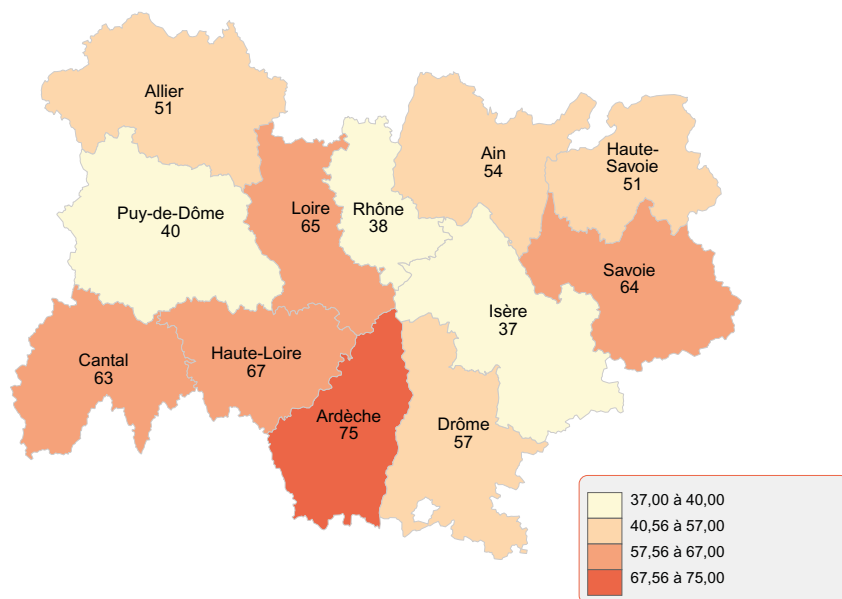 Allier
51
Ain
54
Haute-
Savoie
51
Puy-de-Dôme
40
Loire
65
Rhône
38
Savoie
64
Isère
37
Cantal
63
Haute-Loire
67
Ardèche
75
Drôme
57
37,00 à 40,00
40,56 à 57,00
57,56 à 67,00
67,56 à 75,00